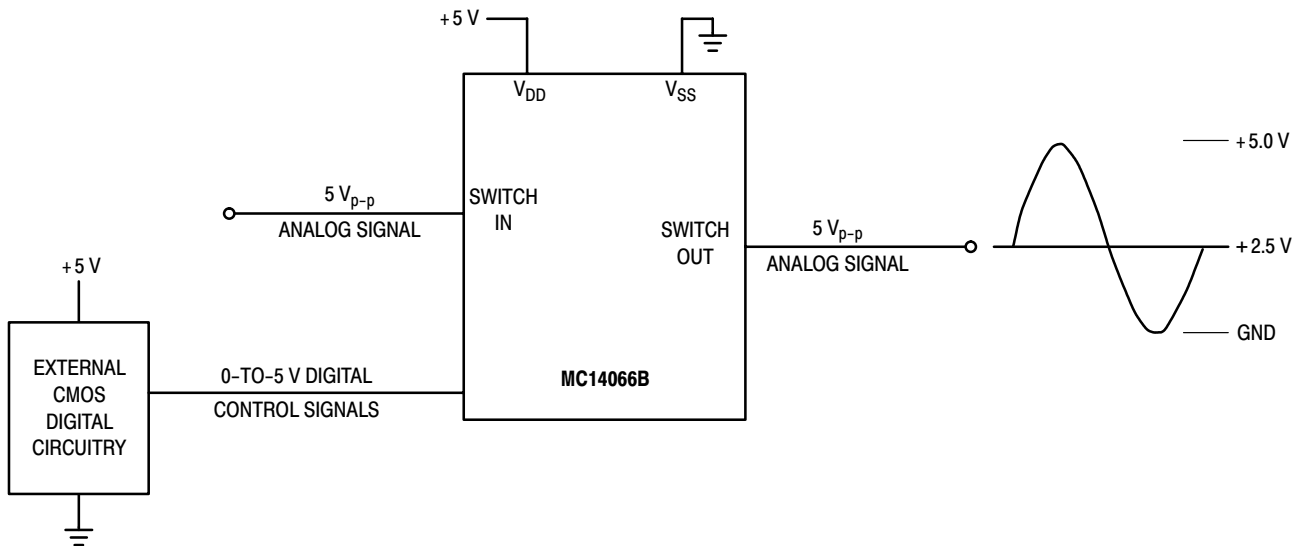 +5 V
V_DD
V_SS
5 V_p-p
ANALOG SIGNAL
SWITCH
IN
SWITCH
OUT
5 V_p-p
ANALOG SIGNAL
+5.0 V
+2.5 V
GND
+5 V
EXTERNAL
CMOS
DIGITAL
CIRCUITRY
0-TO-5 V DIGITAL
CONTROL SIGNALS
MC14066B